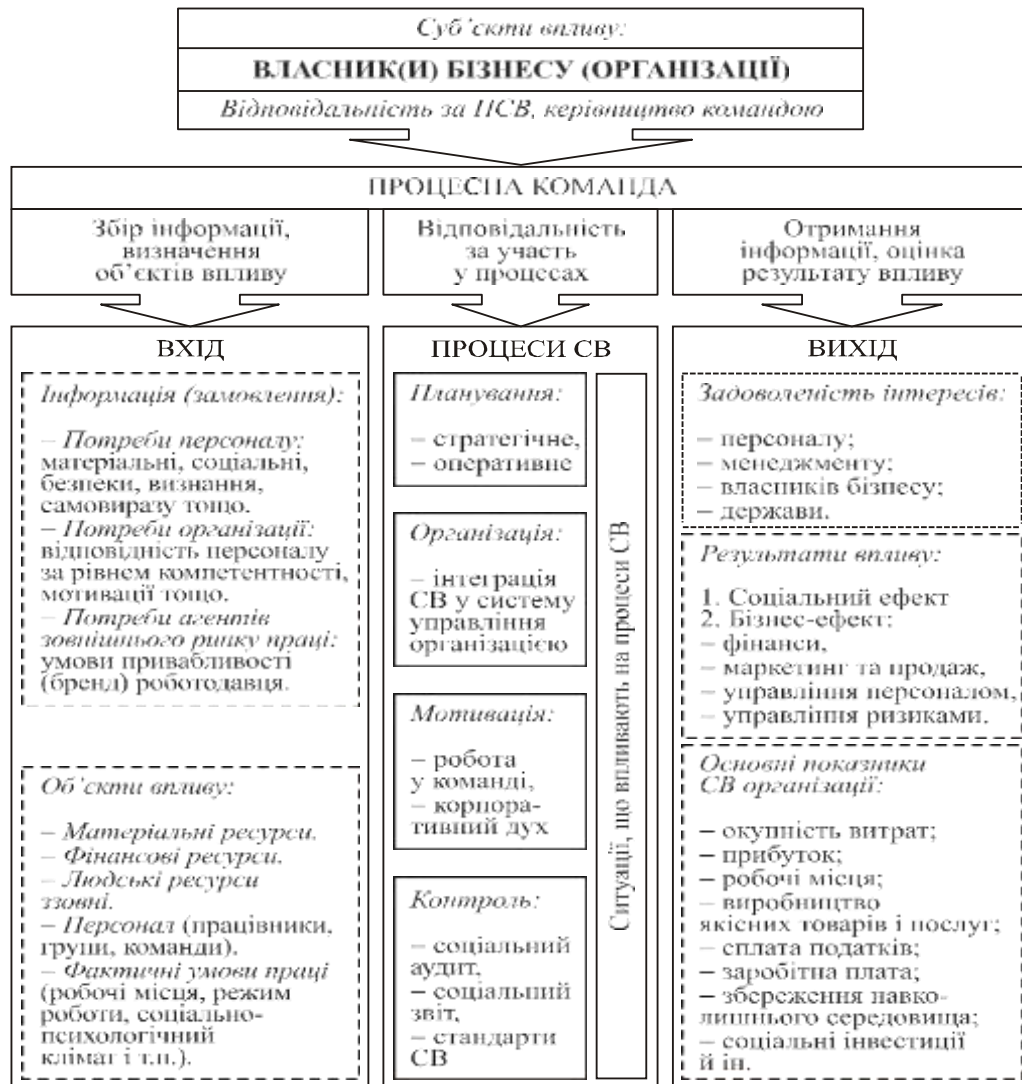 Суб’єкти впливу:
ВЛАСНИК(И) БІЗНЕСУ (ОРГАНІЗАЦІЇ)
Відповідальність за ПСВ, керівництво командою
ПРОЦЕСНА КОМАНДА
Збір інформації,
визначення
об’єктів впливу
Відповідальність
за участь
у процесах
Отримання
інформації, оцінка
результату впливу
ВХІД
Інформація (замовлення):
– Потреби персоналу:
матеріальні, соціальні,
безпеки, визнання,
самовиразу тощо.
– Потреби організації:
відповідність персоналу
за рівнем компетентності,
мотивації тощо.
– Потреби агентів
зовнішнього ринку праці:
умови привабливості
(бренд) роботодавця.
Об’єкти впливу:
– Матеріальні ресурси.
– Фінансові ресурси.
– Людські ресурси
ззовні.
– Персонал (працівники,
групи, команди).
– Фактичні умови праці
(робочі місця, режим
роботи, соціально-
психологічний
клімат і т.п.).
ПРОЦЕСИ СВ
Планування:
– стратегічне,
– оперативне
Організація:
– інтеграція
СВ у систему
управління
організацією
Мотивація:
– робота
у команді,
– корпора-
тивний дух
Контроль:
– соціальний
аудит,
– соціальний
звіт,
– стандарти
СВ
Ситуації, що впливають на процеси СВ
ВИХІД
Задоволеність інтересів:
– персоналу;
– менеджменту;
– власників бізнесу;
– держави.
Результати впливу:
1. Соціальний ефект
2. Бізнес-ефект:
– фінанси,
– маркетинг та продаж,
– управління персоналом,
– управління ризиками.
Основні показники
СВ організації:
– окупність витрат;
– прибуток;
– робочі місця;
– виробництво
якісних товарів і послуг;
– сплата податків;
– заробітна плата;
– збереження навко-
лишнього середовища;
– соціальні інвестиції
й ін.